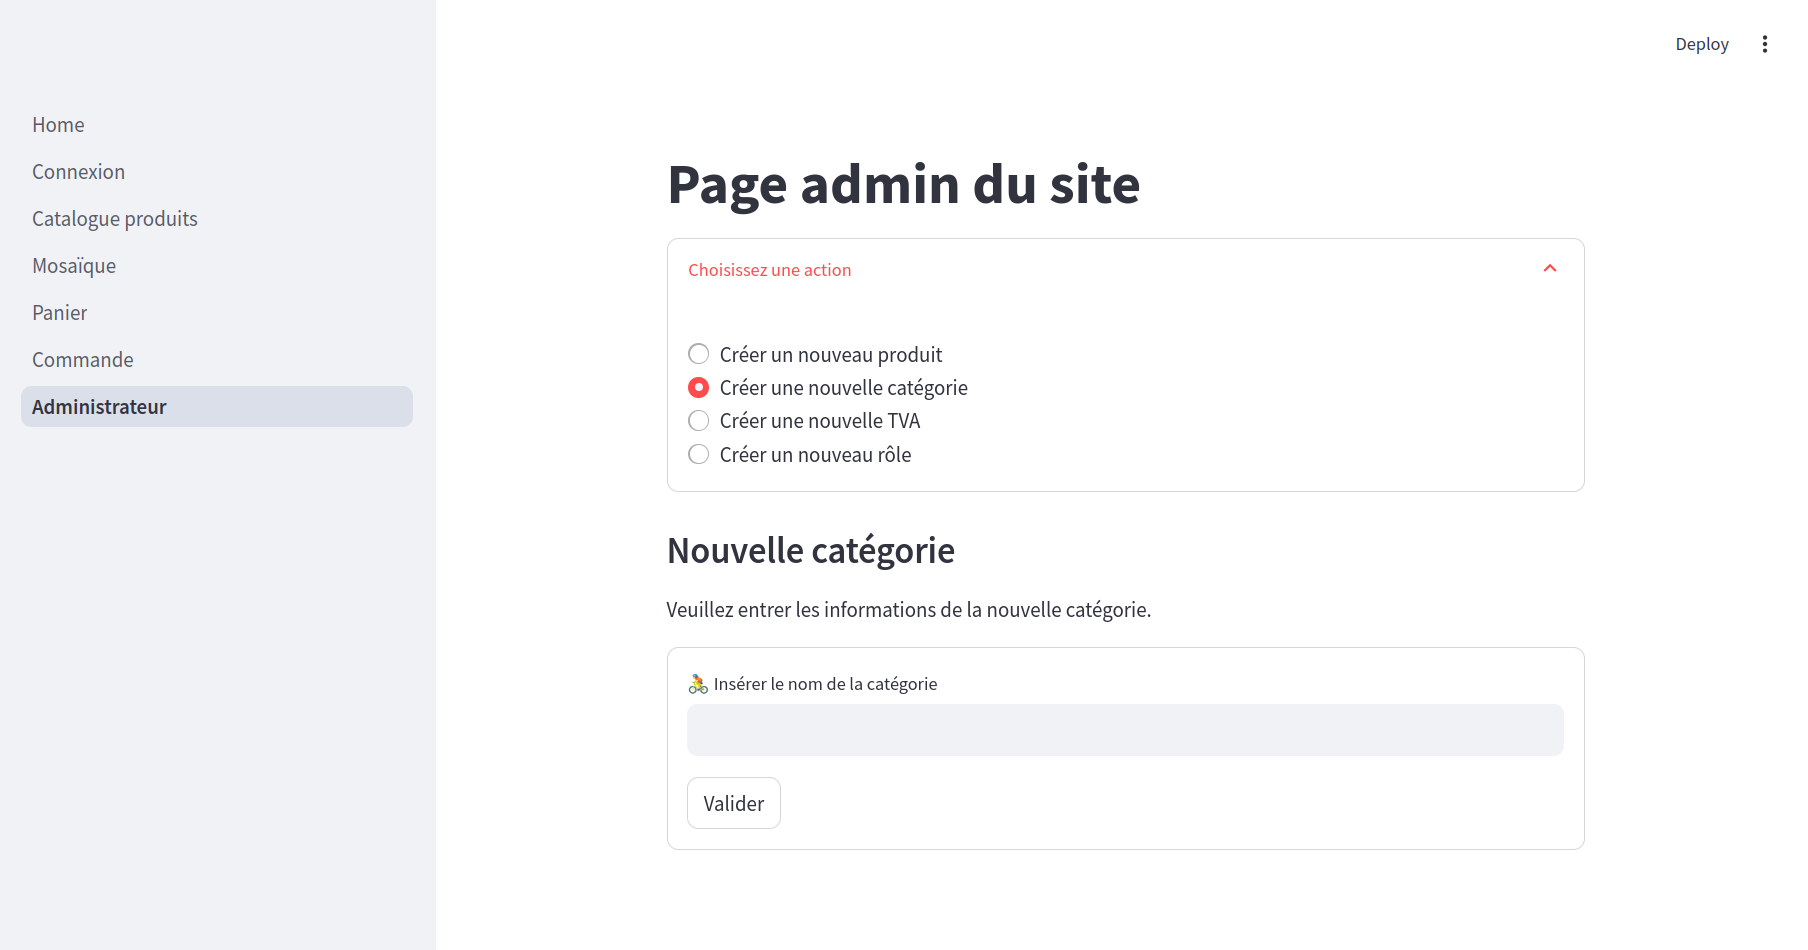 Deploy
Home
Connexion
Catalogue produits
Mosaïque
Panier
Commande
Administrateur
Page admin du site
Choisissez une action
Créer un nouveau produit
Créer une nouvelle catégorie
Créer une nouvelle TVA
Créer un nouveau rôle
Nouvelle catégorie
Veuillez entrer les informations de la nouvelle catégorie.
🚴 Insérer le nom de la catégorie
Valider